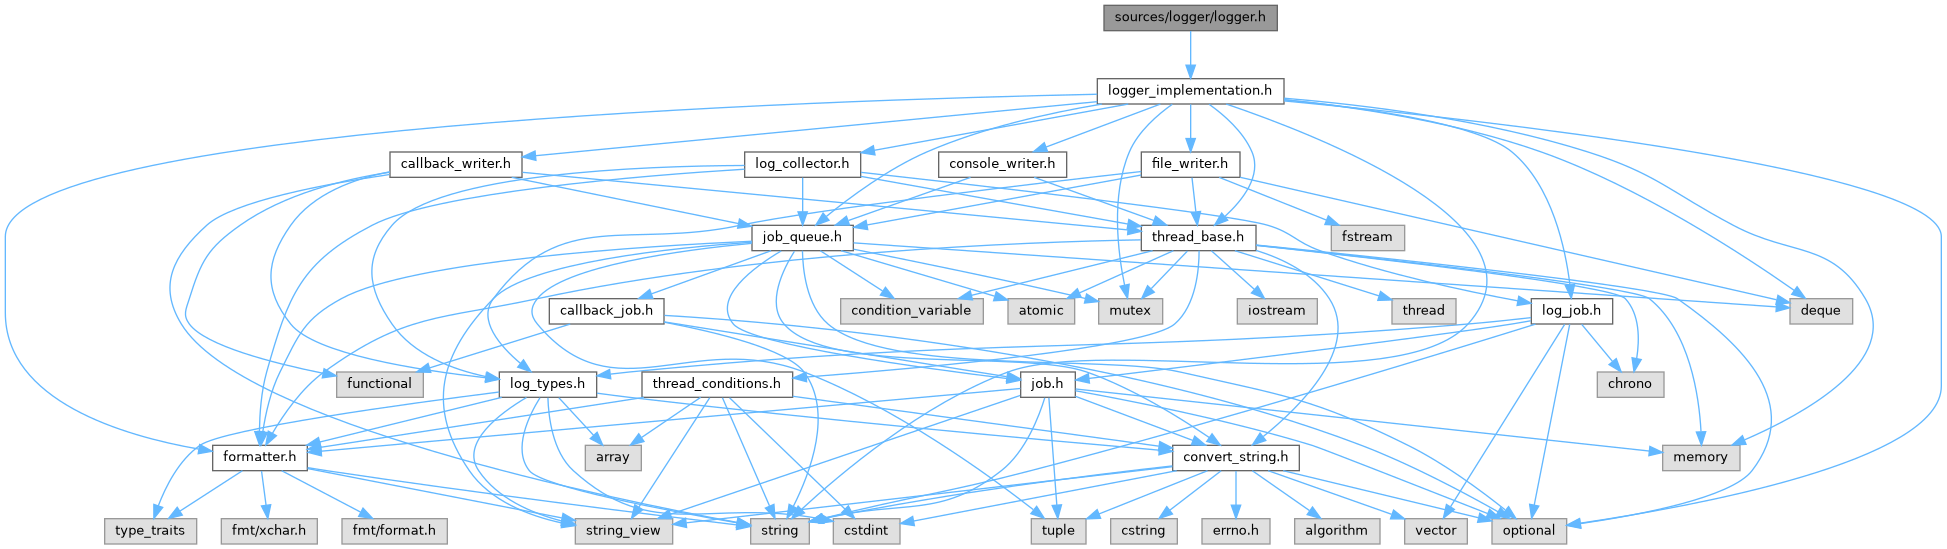 sources/logger/logger.h
logger_implementation.h
callback_writer.h
log_collector.h
console_writer.h
file_writer.h
job_queue.h
thread_base.h
fstream
callback_job.h
condition_variable
atomic
mutex
iostream
thread
log_job.h
deque
functional
log_types.h
thread_conditions.h
job.h
chrono
formatter.h
array
convert_string.h
memory
type_traits
fmt/xchar.h
fmt/format.h
string_view
string
cstdint
tuple
cstring
errno.h
algorithm
vector
optional